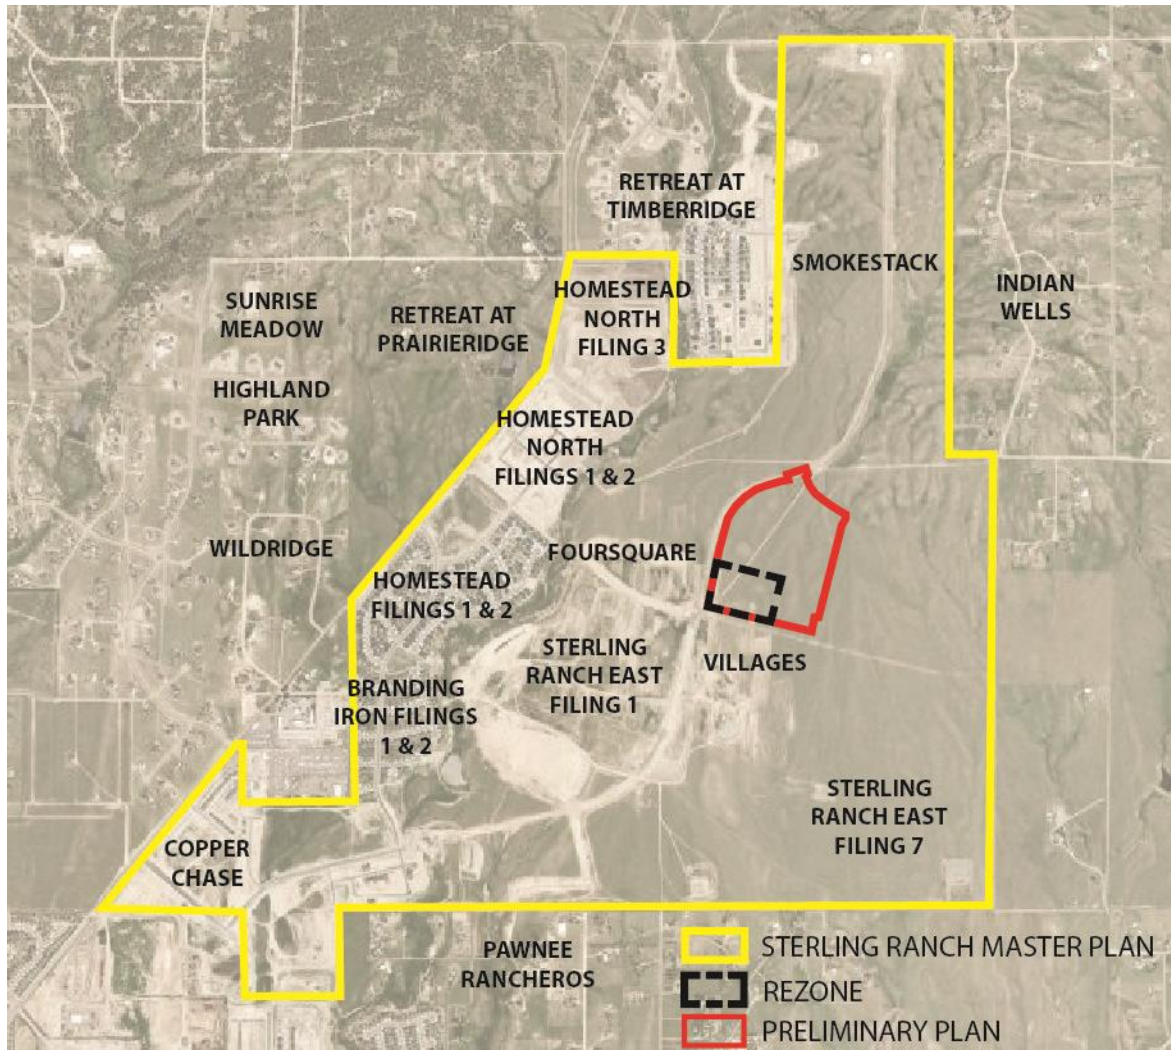 RETREAT AT
TIMBERRIDGE
SMOKESTACK
INDIAN
WELLS
SUNRISE
MEADOW
RETREAT AT
PRAIRIERIDGE
HOMESTEAD
NORTH
FILING 3
HIGHLAND
PARK
HOMESTEAD
NORTH
FILINGS 1 & 2
WILDRIDGE
FOURSQUARE
HOMESTEAD
FILINGS 1 & 2
STERLING
RANCH EAST
FILING 1
VILLAGES
BRANDING
IRON FILINGS
1 & 2
STERLING
RANCH EAST
FILING 7
COPPER
CHASE
PAWNEE
RANCHEROS
STERLING RANCH MASTER PLAN
REZONE
PRELIMINARY PLAN